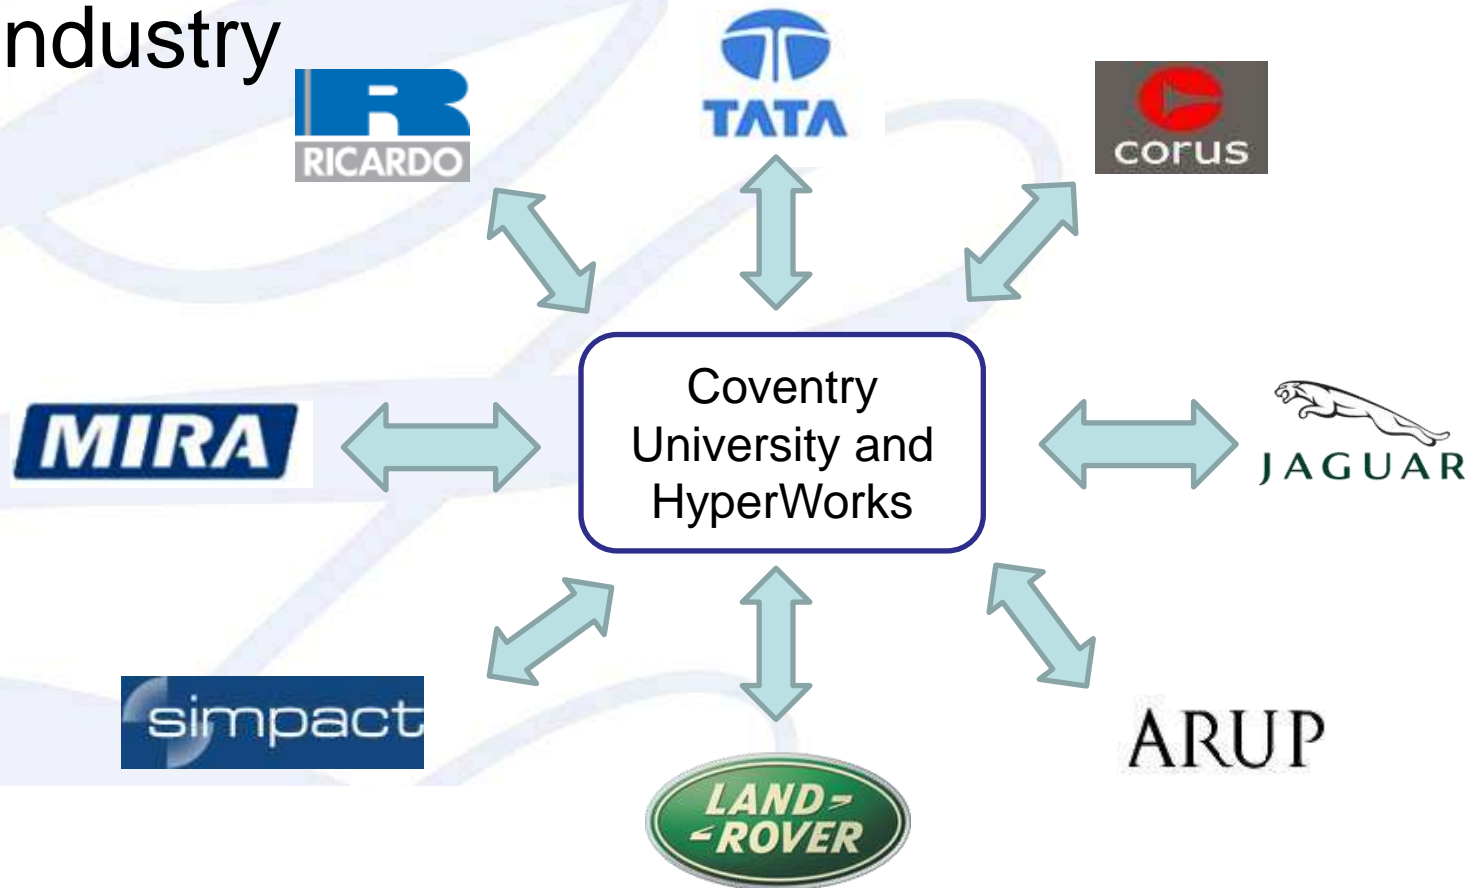 ndustry
RICARDO
TATA
corus
MIRA
Coventry
University and
HyperWorks
JAGUAR
simpact
ARUP
LAND-
-ROVER